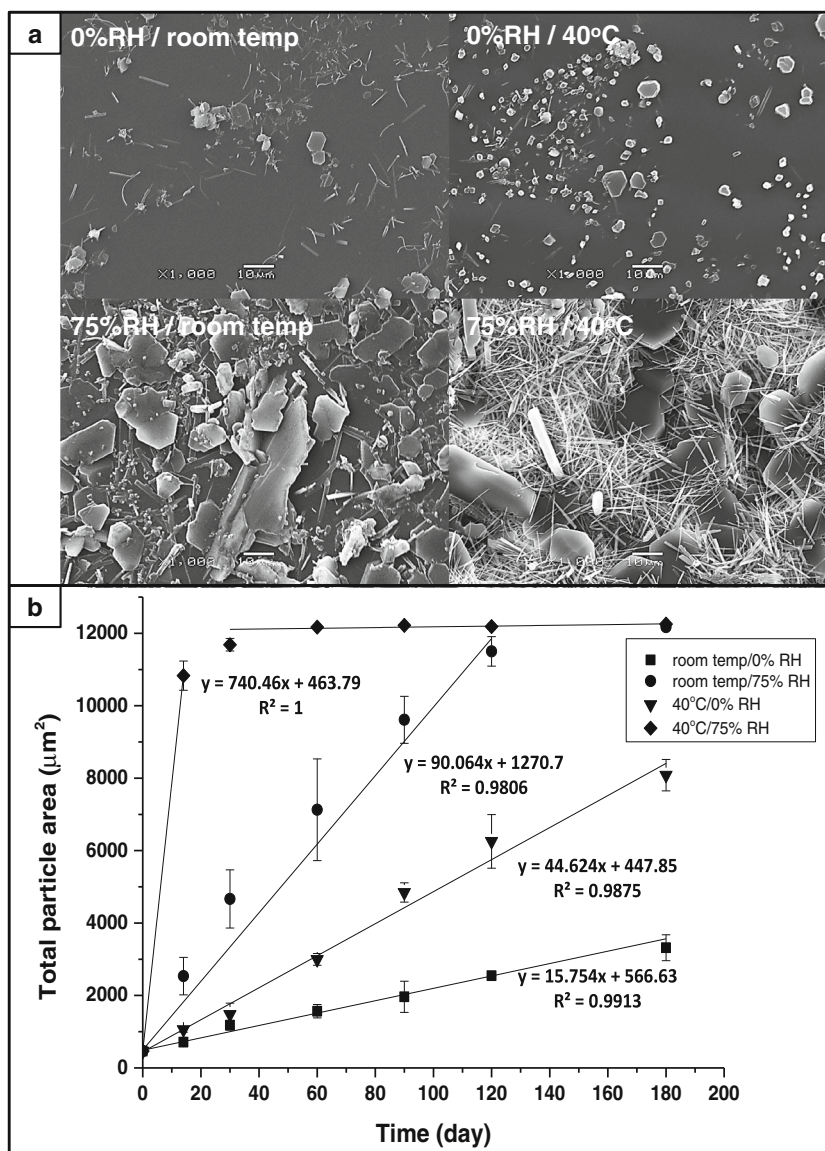 a
0%RH / room temp
0%RH / 40°C
×1,000 10μm
×1,000 10μm
75%RH / room temp
75%RH / 40°C
1,000 10μm
×1,000 10μm
b
Total particle area (μm²)
12000
10000
8000
6000
4000
2000
0
y = 740.46x + 463.79
R² = 1
y = 90.064x + 1270.7
R² = 0.9806
y = 44.624x + 447.85
R² = 0.9875
y = 15.754x + 566.63
R² = 0.9913
room temp/0% RH
room temp/75% RH
40°C/0% RH
40°C/75% RH
0 20 40 60 80 100 120 140 160 180 200
Time (day)